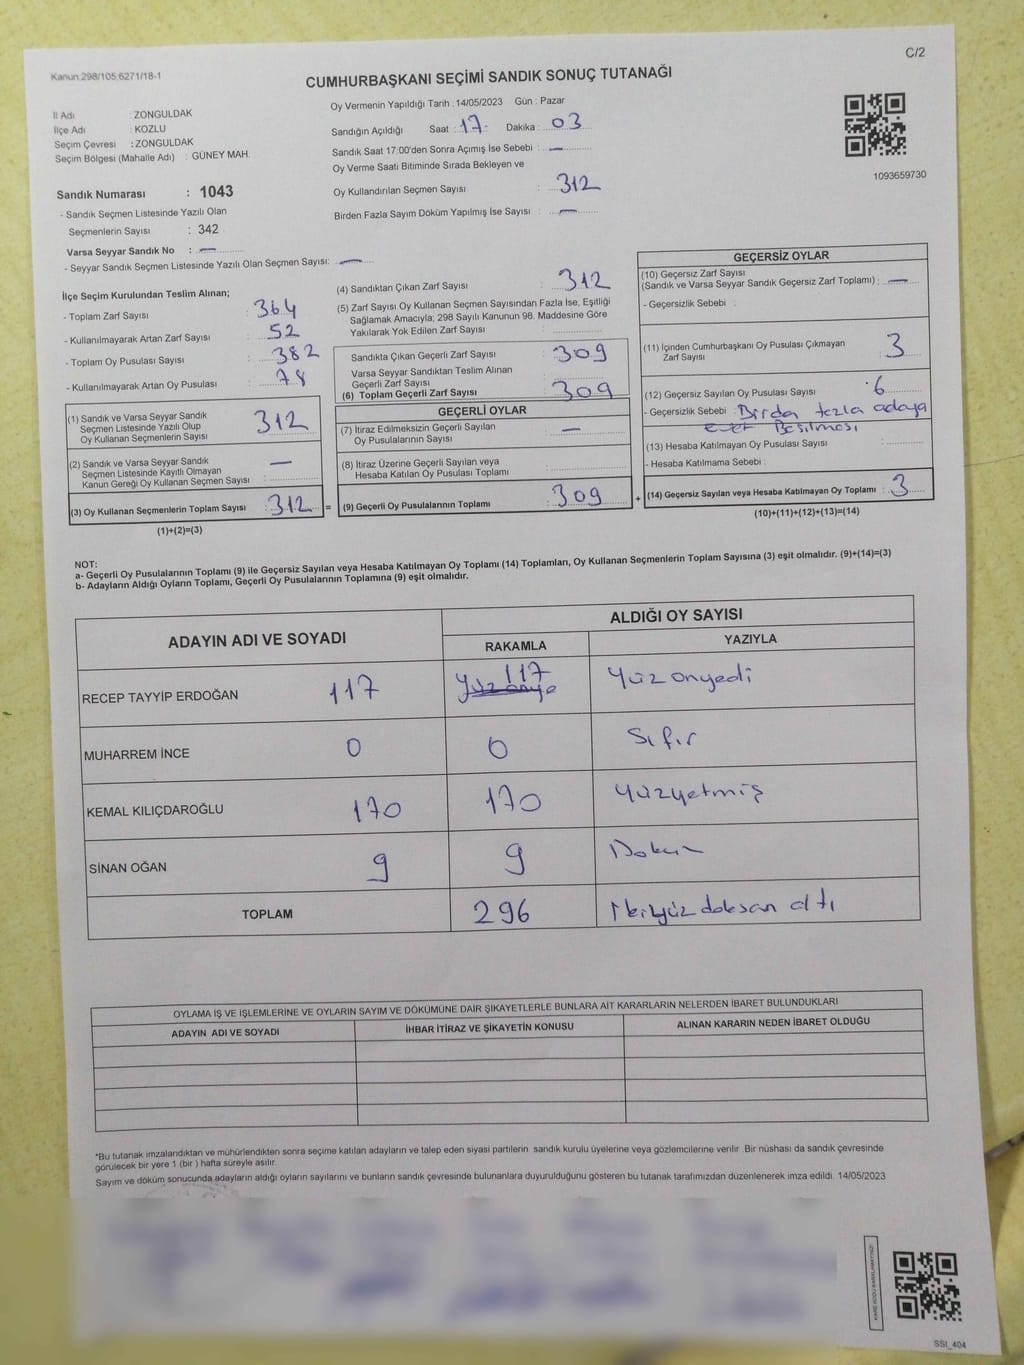 Kanun:298/105,6271/18-1
C/2
CUMHURBAŞKANI SEÇİMİ SANDIK SONUÇ TUTANAĞI
İl Adı : ZONGULDAK
İlçe Adı : KOZLU
Seçim Çevresi : ZONGULDAK
Seçim Bölgesi (Mahalle Adı) : GÜNEY MAH.
Oy Vermenin Yapıldığı Tarih : 14/05/2023 Gün : Pazar
Sandığın Açıldığı Saat : 17 Dakika : 03
Sandık Saat 17:00'den Sonra Açımış İse Sebebi : —
Oy Verme Saati Bitiminde Sırada Bekleyen ve
Oy Kullandırılan Seçmen Sayısı : 312
Birden Fazla Sayım Döküm Yapılmış İse Sayısı : —
1093659730
Sandık Numarası : 1043
- Sandık Seçmen Listesinde Yazılı Olan
Seçmenlerin Sayısı : 342
Varsa Seyyar Sandık No : —
- Seyyar Sandık Seçmen Listesinde Yazılı Olan Seçmen Sayısı: —
İlçe Seçim Kurulundan Teslim Alınan;
- Toplam Zarf Sayısı : 364
- Kullanılmayarak Artan Zarf Sayısı : 52
- Toplam Oy Pusulası Sayısı : 382
- Kullanılmayarak Artan Oy Pusulası : 78
(1) Sandık ve Varsa Seyyar Sandık
Seçmen Listesinde Yazılı Olup
Oy Kullanan Seçmenlerin Sayısı 312
(2) Sandık ve Varsa Seyyar Sandık
Seçmen Listesinde Kayıtlı Olmayan
Kanun Gereği Oy Kullanan Seçmen Sayısı —
(3) Oy Kullanan Seçmenlerin Toplam Sayısı : 312 =
(1)+(2)=(3)
(4) Sandıktan Çıkan Zarf Sayısı : 312
(5) Zarf Sayısı Oy Kullanan Seçmen Sayısından Fazla İse, Eşitliği
Sağlamak Amacıyla; 298 Sayılı Kanunun 98. Maddesine Göre
Yakılarak Yok Edilen Zarf Sayısı :
Sandıkta Çıkan Geçerli Zarf Sayısı : 309
Varsa Seyyar Sandıktan Teslim Alınan
Geçerli Zarf Sayısı
(6) Toplam Geçerli Zarf Sayısı : 309
GEÇERLİ OYLAR
(7) İtiraz Edilmeksizin Geçerli Sayılan
Oy Pusulalarının Sayısı : —
(8) İtiraz Üzerine Geçerli Sayılan veya
Hesaba Katılan Oy Pusulası Toplamı :
(9) Geçerli Oy Pusulalarının Toplamı : 309 +
GEÇERSİZ OYLAR
(10) Geçersiz Zarf Sayısı
(Sandık ve Varsa Seyyar Sandık Geçersiz Zarf Toplamı) : —
- Geçersizlik Sebebi :
(11) İçinden Cumhurbaşkanı Oy Pusulası Çıkmayan
Zarf Sayısı : 3
(12) Geçersiz Sayılan Oy Pusulası Sayısı : 6
- Geçersizlik Sebebi : Birden fazla adaya
evet Basılması
(13) Hesaba Katılmayan Oy Pusulası Sayısı :
- Hesaba Katılmama Sebebi :
(14) Geçersiz Sayılan veya Hesaba Katılmayan Oy Toplamı : 3
(10)+(11)+(12)+(13)=(14)
NOT:
a- Geçerli Oy Pusulalarının Toplamı (9) ile Geçersiz Sayılan veya Hesaba Katılmayan Oy Toplamı (14) Toplamları, Oy Kullanan Seçmenlerin Toplam Sayısına (3) eşit olmalıdır. (9)+(14)=(3)
b- Adayların Aldığı Oyların Toplamı, Geçerli Oy Pusulalarının Toplamına (9) eşit olmalıdır.
ADAYIN ADI VE SOYADI
ALDIĞI OY SAYISI
RAKAMLA YAZIYLA
RECEP TAYYİP ERDOĞAN 117 117 Yüz onyedi
MUHARREM İNCE 0 0 Sıfır
KEMAL KILIÇDAROĞLU 170 170 Yüzyetmiş
SİNAN OĞAN 9 9 Dokuz
TOPLAM 296 İkiyüz doksan altı
OYLAMA İŞ VE İŞLEMLERİNE VE OYLARIN SAYIM VE DÖKÜMÜNE DAİR ŞİKAYETLERLE BUNLARA AİT KARARLARIN NELERDEN İBARET BULUNDUKLARI
ADAYIN ADI VE SOYADI İHBAR İTİRAZ VE ŞİKAYETİN KONUSU ALINAN KARARIN NEDEN İBARET OLDUĞU
*Bu tutanak imzalandıktan ve mühürlendikten sonra seçime katılan adayların ve talep eden siyasi partilerin sandık kurulu üyelerine veya gözlemcilerine verilir. Bir nüshası da sandık çevresinde
görülecek bir yere 1 (bir ) hafta süreyle asılır.
Sayım ve döküm sonucunda adayların aldığı oyların sayılarını ve bunların sandık çevresinde bulunanlara duyurulduğunu gösteren bu tutanak tarafımızdan düzenlenerek imza edildi. 14/05/2023
SSI_404